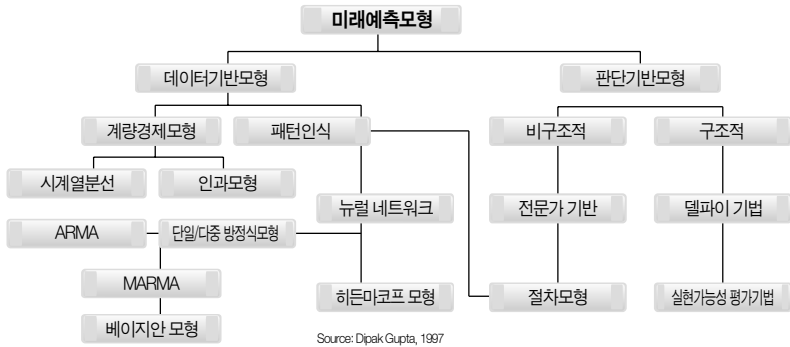 미래예측모형
데이터기반모형
판단기반모형
계량경제모형
패턴인식
비구조적
구조적
시계열분선
인과모형
뉴럴 네트워크
전문가 기반
델파이 기법
ARMA
단일/다중 방정식모형
MARMA
히든마코프 모형
절차모형
실현가능성 평가기법
베이지안 모형
Source: Dipak Gupta, 1997